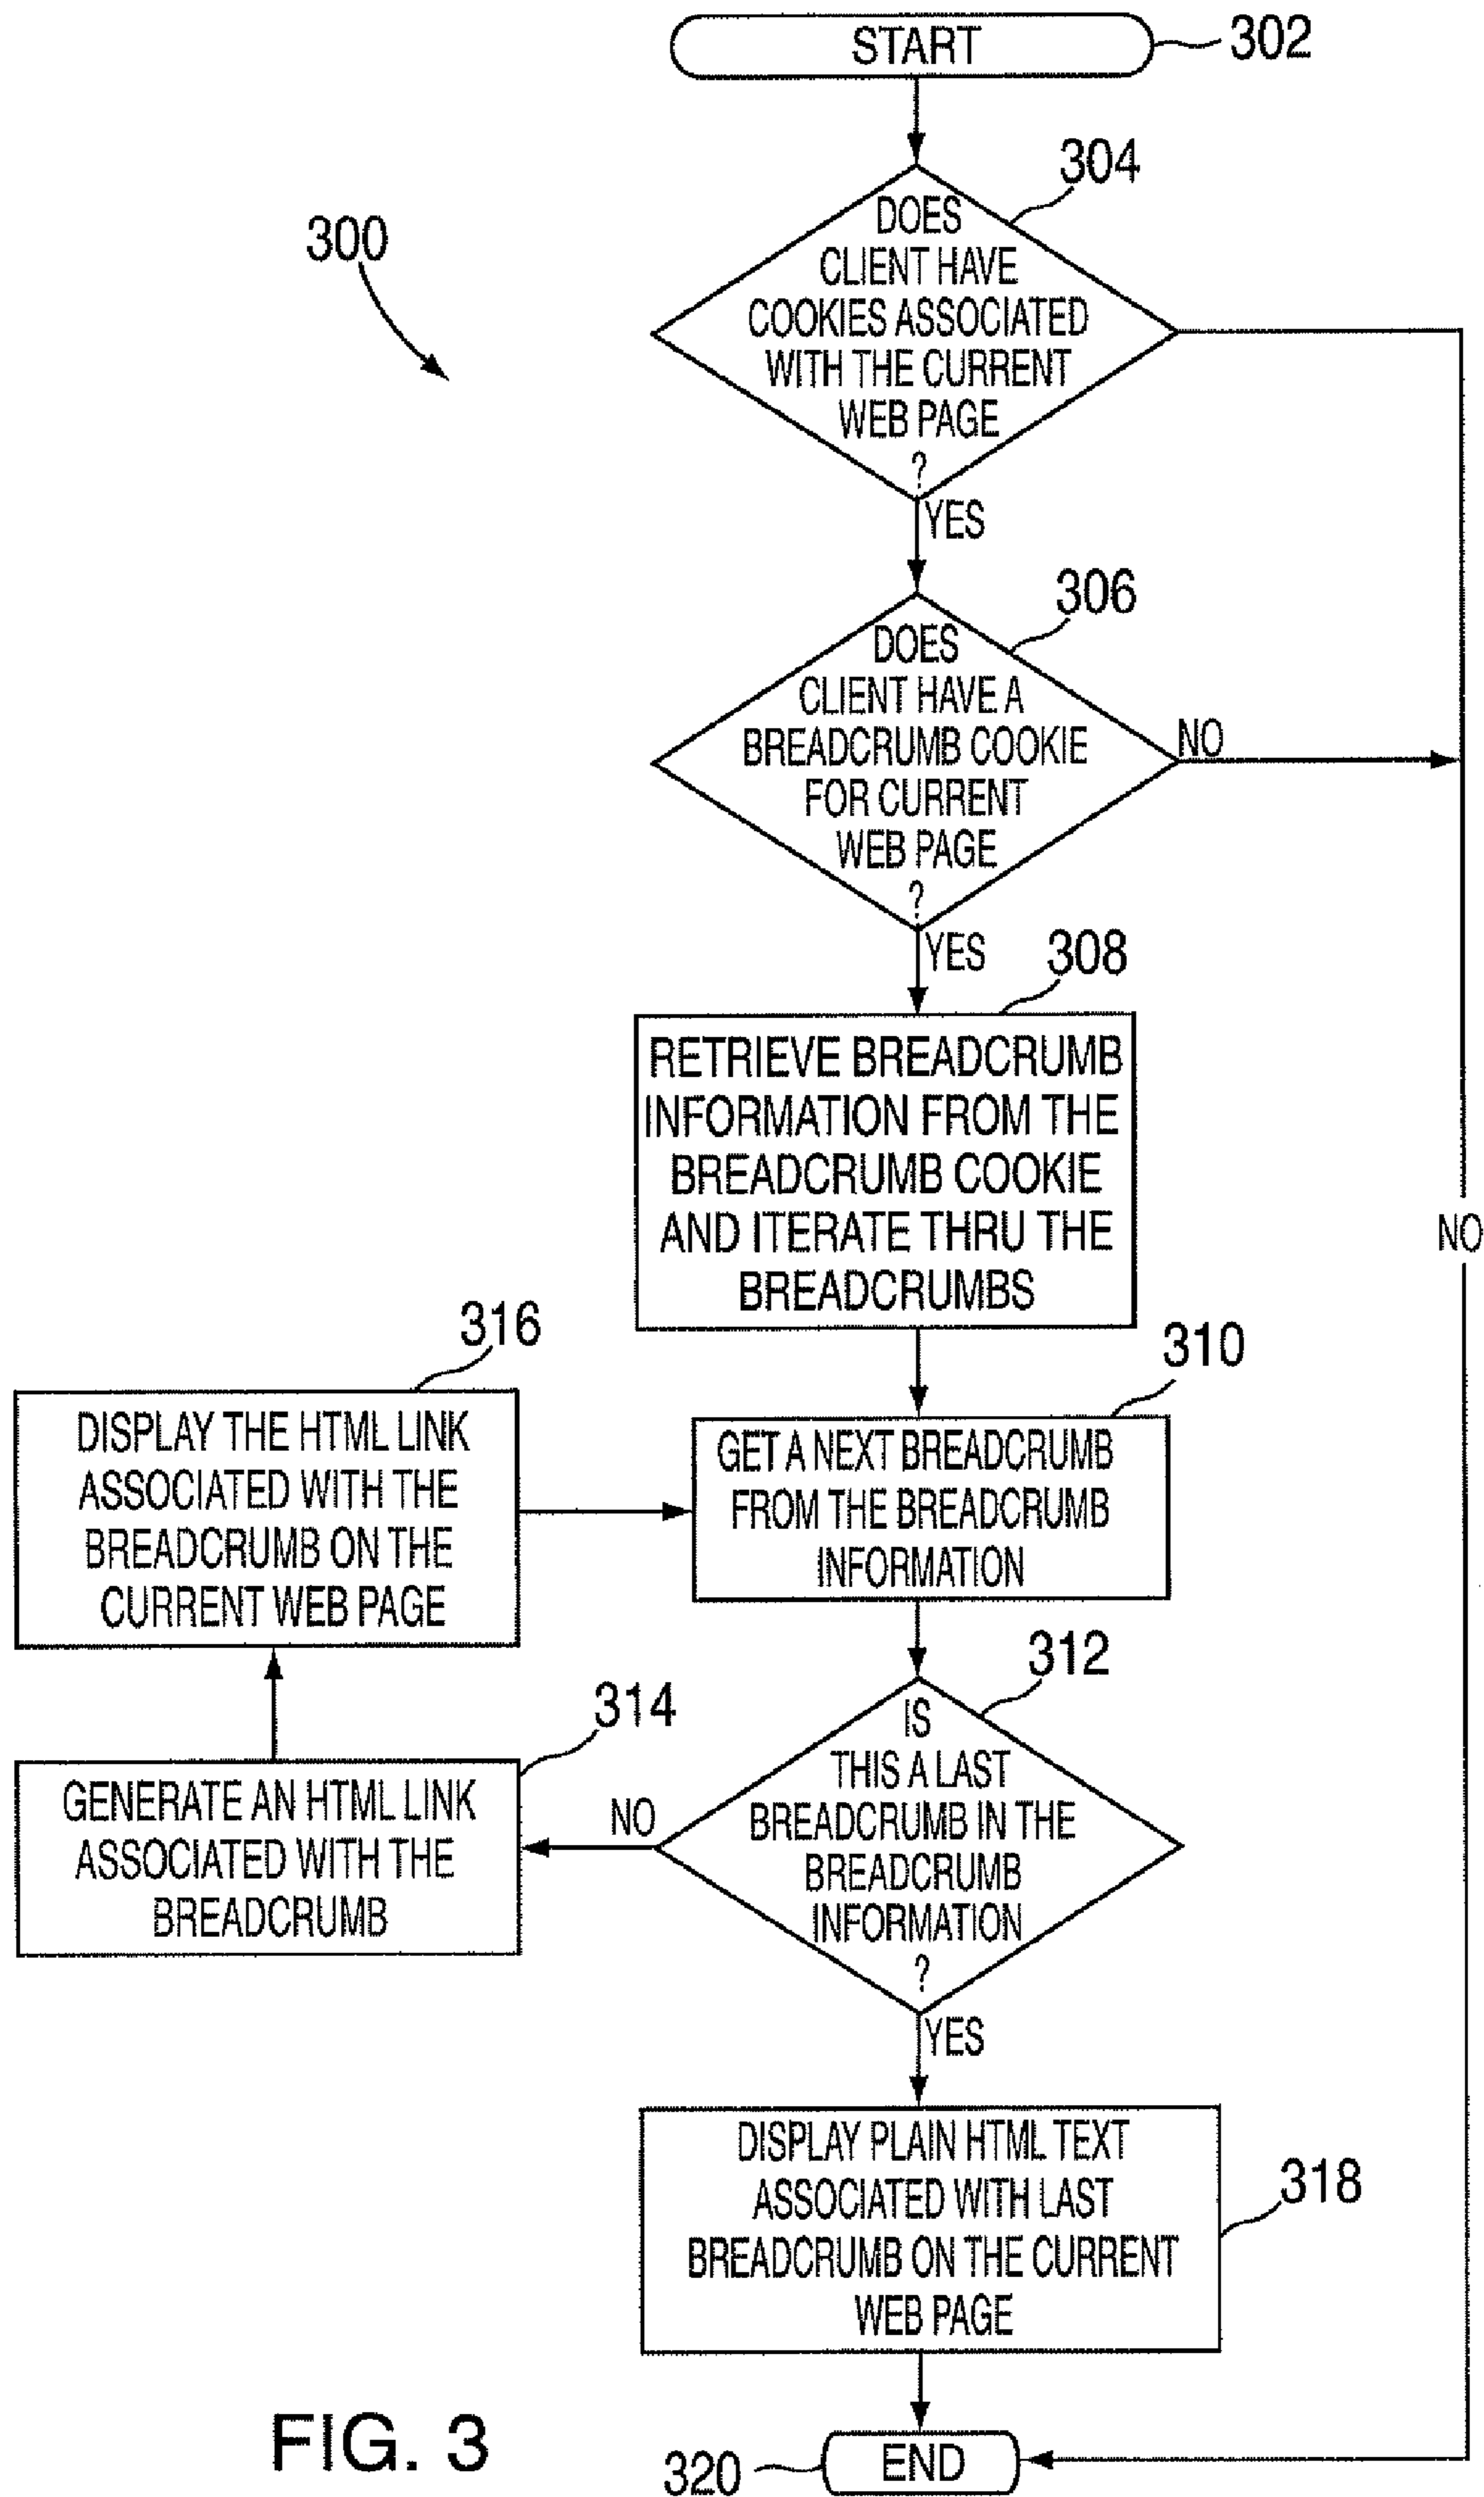 START
302
300
304
DOES
CLIENT HAVE
COOKIES ASSOCIATED
WITH THE CURRENT
WEB PAGE
?
YES
306
DOES
CLIENT HAVE A
BREADCRUMB COOKIE
FOR CURRENT
WEB PAGE
?
NO
YES
308
RETRIEVE BREADCRUMB
INFORMATION FROM THE
BREADCRUMB COOKIE
AND ITERATE THRU THE
BREADCRUMBS
NO
316
DISPLAY THE HTML LINK
ASSOCIATED WITH THE
BREADCRUMB ON THE
CURRENT WEB PAGE
310
GET A NEXT BREADCRUMB
FROM THE BREADCRUMB
INFORMATION
312
IS
THIS A LAST
BREADCRUMB IN THE
BREADCRUMB
INFORMATION
?
NO
314
GENERATE AN HTML LINK
ASSOCIATED WITH THE
BREADCRUMB
YES
DISPLAY PLAIN HTML TEXT
ASSOCIATED WITH LAST
BREADCRUMB ON THE CURRENT
WEB PAGE
318
END
320
FIG. 3